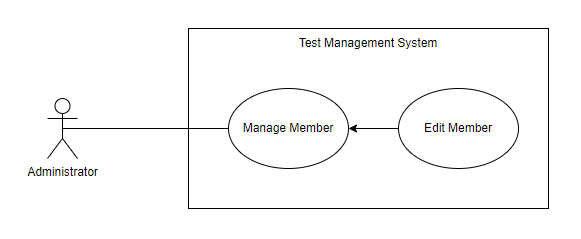 Test Management System
Manage Member
Edit Member
Administrator